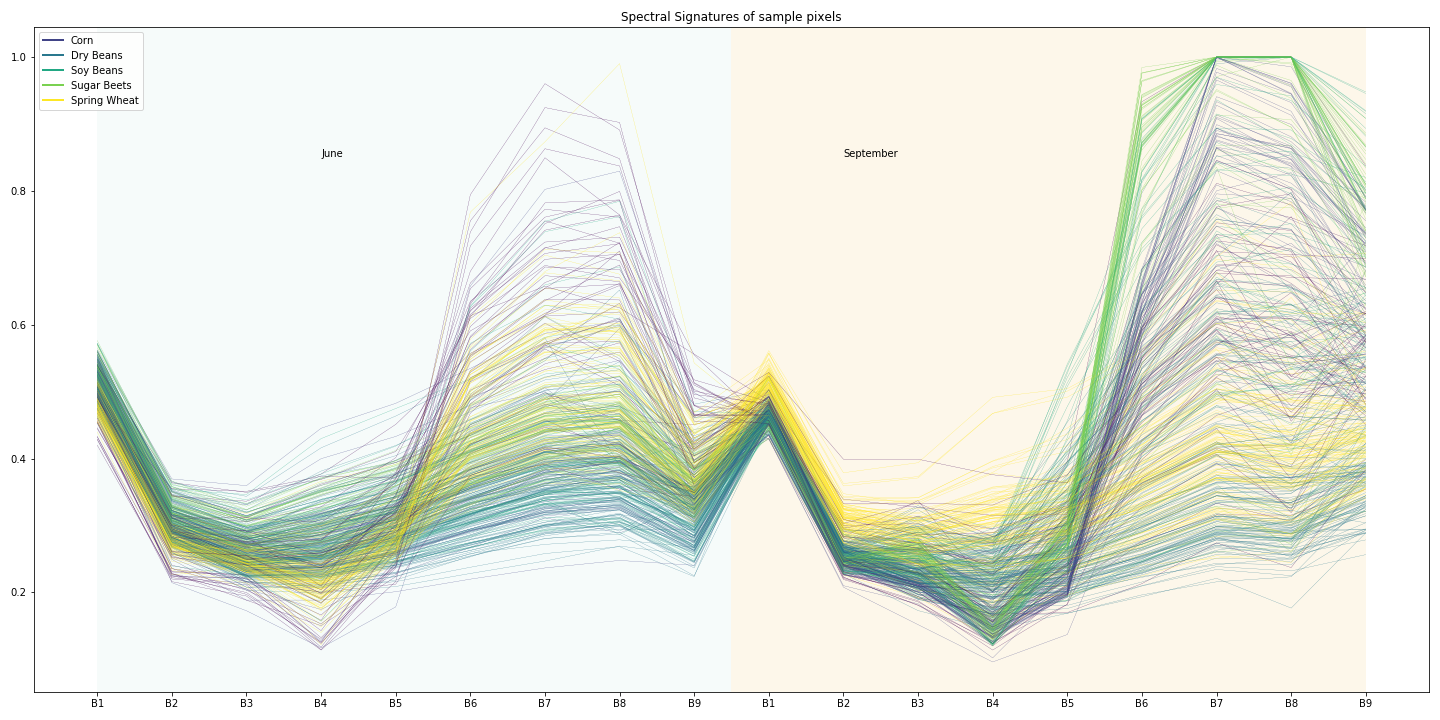 Spectral Signatures of sample pixels
Corn
Dry Beans
Soy Beans
Sugar Beets
Spring Wheat
June
September
1.0
0.8
0.6
0.4
0.2
B1 B2 B3 B4 B5 B6 B7 B8 B9 B1 B2 B3 B4 B5 B6 B7 B8 B9